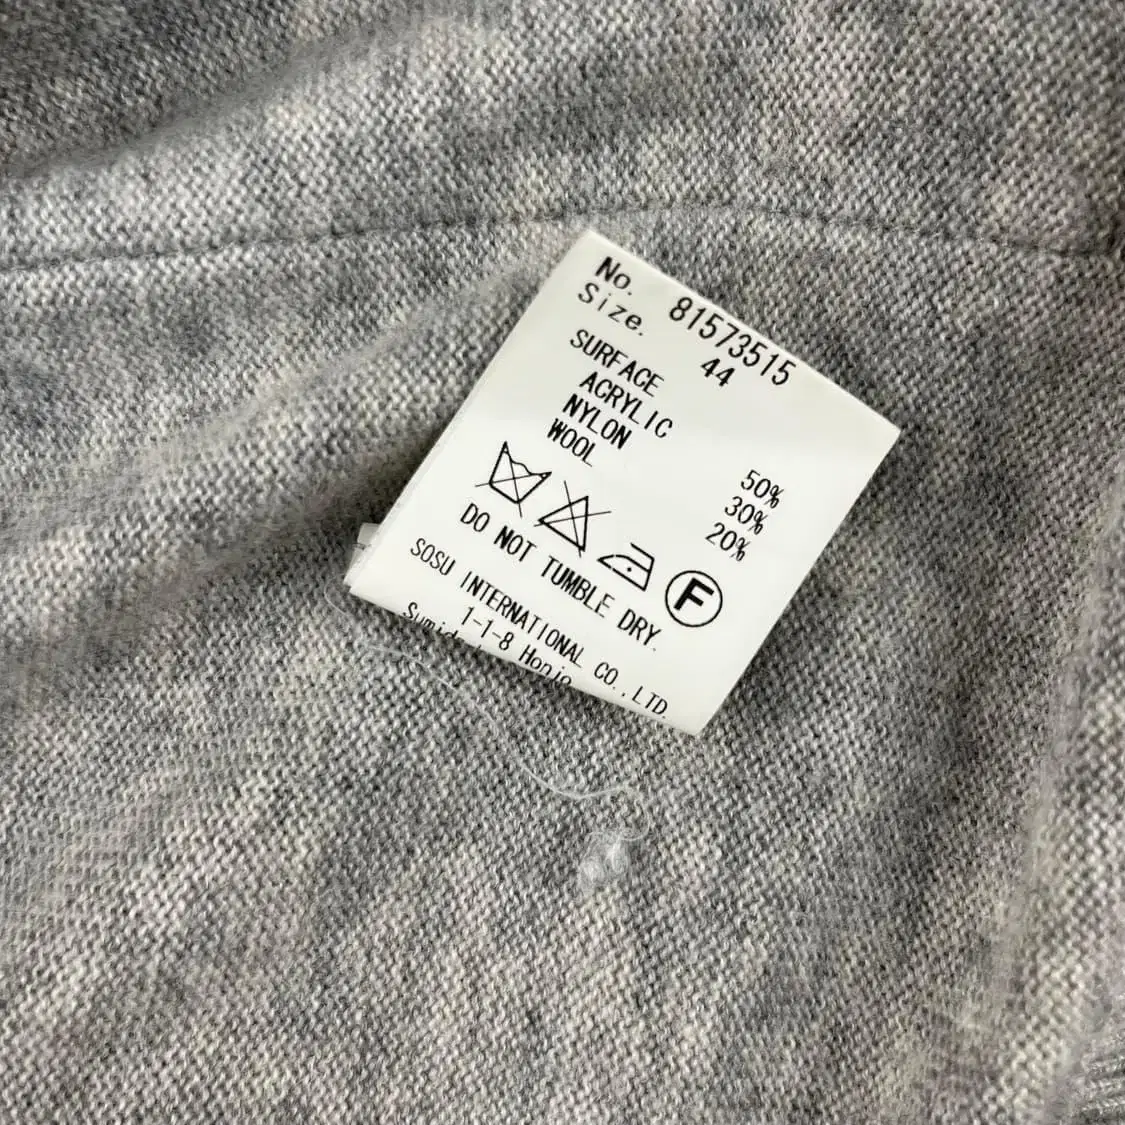 No. 81573515
Size. 44
SURFACE
ACRYLIC 50%
NYLON 30%
WOOL 20%
F
DO NOT TUMBLE DRY.
SOSU INTERNATIONAL CO.,LTD.
1-1-8 Honjo